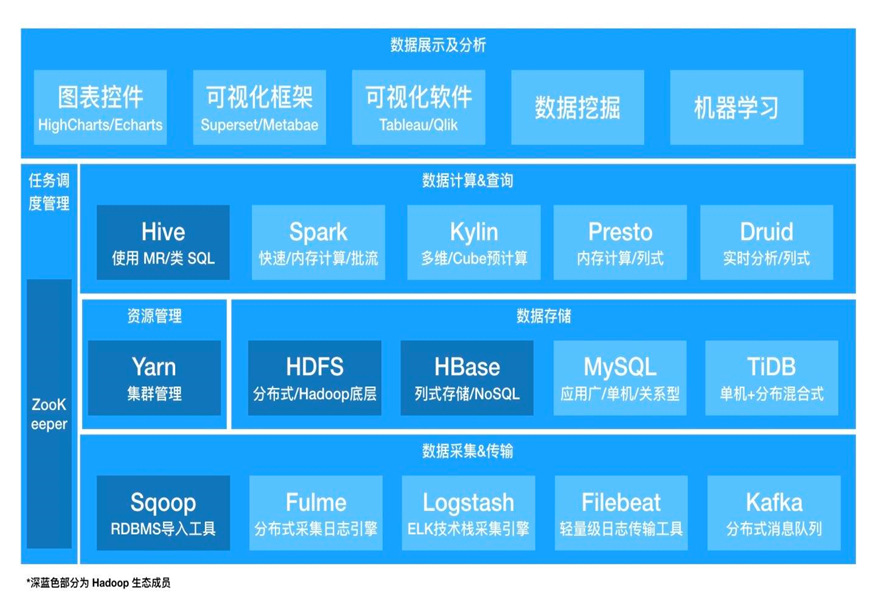 数据展示及分析
图表控件
HighCharts/Echarts
可视化框架
Superset/Metabae
可视化软件
Tableau/Qlik
数据挖掘
机器学习
任务调
度管理
ZooK
eeper
数据计算&查询
Hive
使用 MR/类 SQL
Spark
快速/内存计算/批流
Kylin
多维/Cube预计算
Presto
内存计算/列式
Druid
实时分析/列式
资源管理
Yarn
集群管理
数据存储
HDFS
分布式/Hadoop底层
HBase
列式存储/NoSQL
MySQL
应用广/单机/关系型
TiDB
单机+分布混合式
数据采集&传输
Sqoop
RDBMS导入工具
Fulme
分布式采集日志引擎
Logstash
ELK技术栈采集引擎
Filebeat
轻量级日志传输工具
Kafka
分布式消息队列
*深蓝色部分为 Hadoop 生态成员